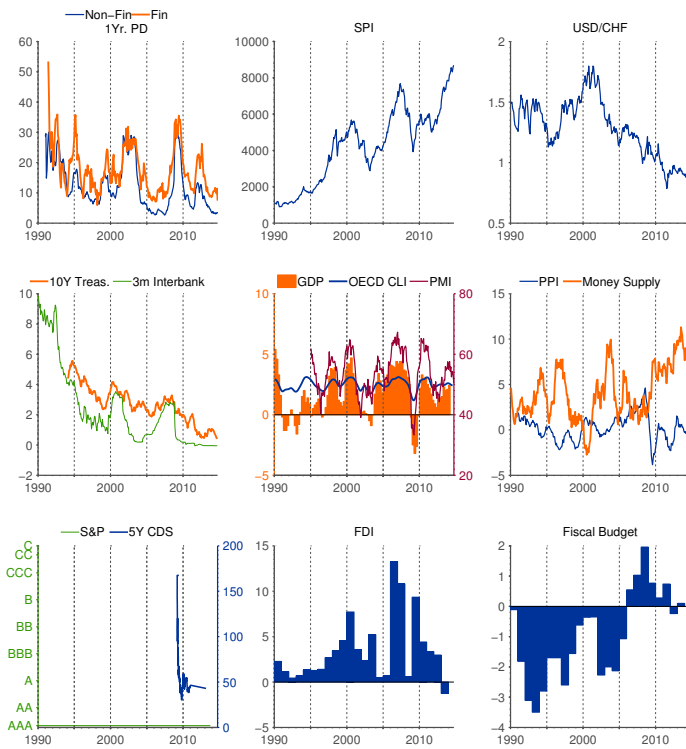 Non−Fin Fin
1Yr. PD
SPI
USD/CHF
60
50
40
30
20
10
0
1990 2000 2010
10000
8000
6000
4000
2000
0
1990 2000 2010
2
1.5
1
0.5
1990 2000 2010
10Y Treas. 3m Interbank
10
8
6
4
2
0
−2
1990 2000 2010
GDP OECD CLI PMI
10
5
0
−5
80
60
40
20
1990 2000 2010
PPI Money Supply
15
10
5
0
−5
1990 2000 2010
S&P 5Y CDS
C
CC
CCC
B
BB
BBB
A
AA
AAA
200
150
100
50
0
1990 2000 2010
FDI
15
10
5
0
−5
1990 2000 2010
Fiscal Budget
2
1
0
−1
−2
−3
−4
1990 2000 2010